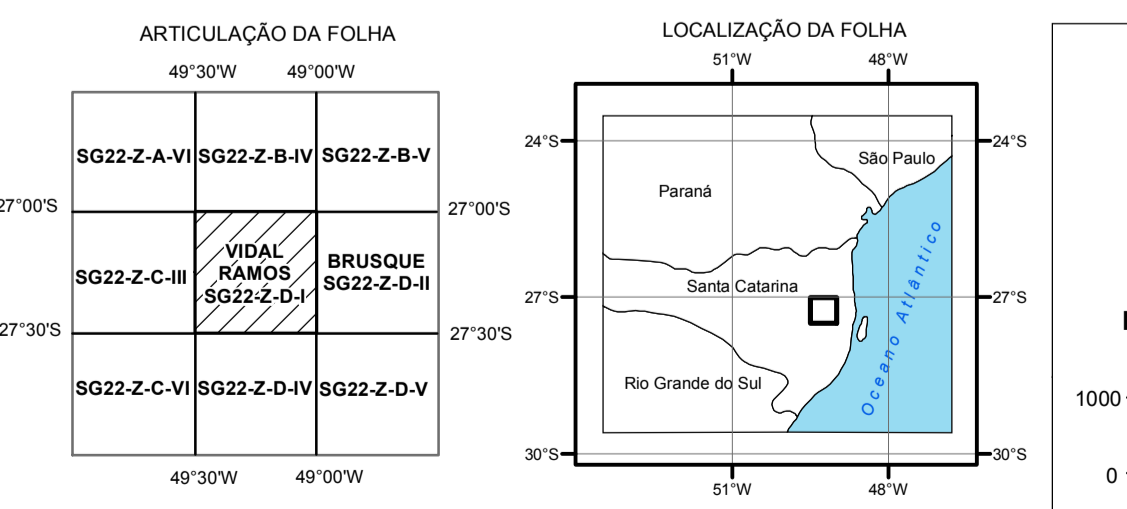 ARTICULAÇÃO DA FOLHA
49°30'W 49°00'W
SG22-Z-A-VI SG22-Z-B-IV SG22-Z-B-V
27°00'S 27°00'S
SG22-Z-C-III
VIDAL
RAMOS
SG22-Z-D-I
BRUSQUE
SG22-Z-D-II
27°30'S 27°30'S
SG22-Z-C-VI SG22-Z-D-IV SG22-Z-D-V
49°30'W 49°00'W
LOCALIZAÇÃO DA FOLHA
51°W 48°W
24°S 24°S
São Paulo
Paraná
Santa Catarina
27°S 27°S
Oceano Atlântico
Rio Grande do Sul
30°S 30°S
51°W 48°W
1000
0